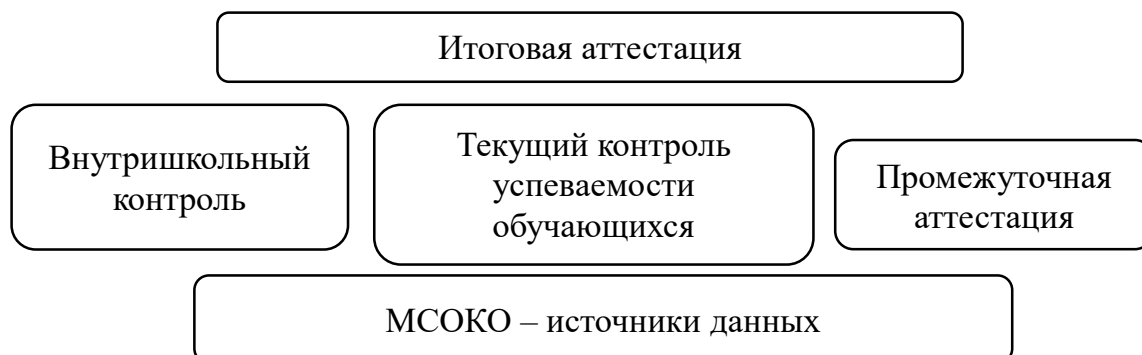 Итоговая аттестация
Внутришкольный
контроль
Текущий контроль
успеваемости
обучающихся
Промежуточная
аттестация
МСОКО – источники данных